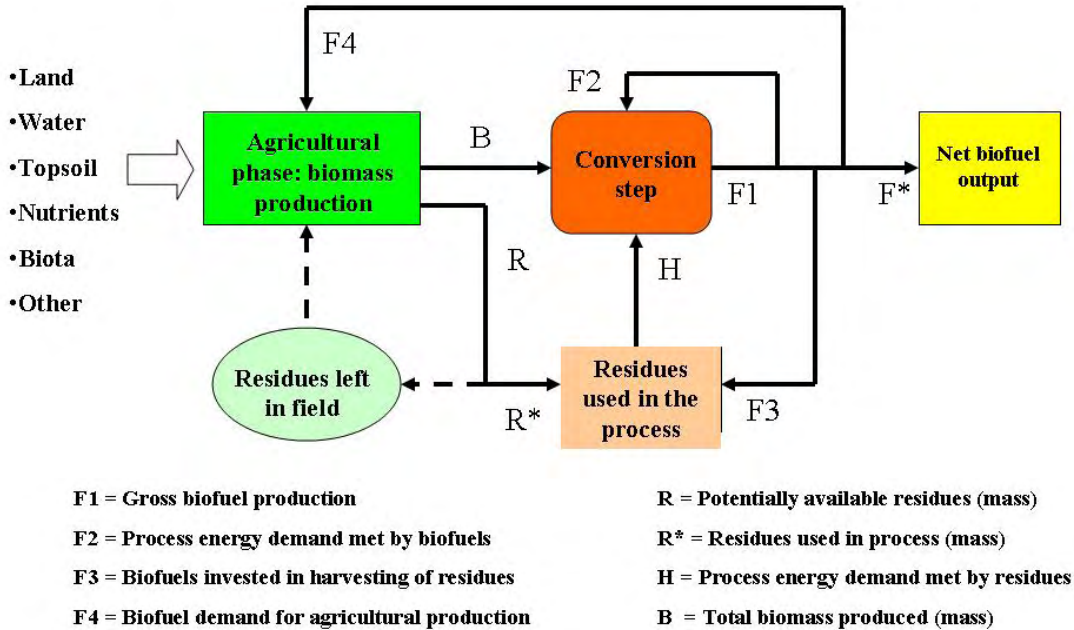 F4
•Land
•Water
•Topsoil
•Nutrients
•Biota
•Other
Agricultural
phase: biomass
production
B
F2
Conversion
step
F1
F*
Net biofuel
output
R
H
Residues left
in field
R*
Residues
used in the
process
F3
F1 = Gross biofuel production
F2 = Process energy demand met by biofuels
F3 = Biofuels invested in harvesting of residues
F4 = Biofuel demand for agricultural production
R = Potentially available residues (mass)
R* = Residues used in process (mass)
H = Process energy demand met by residues
B = Total biomass produced (mass)